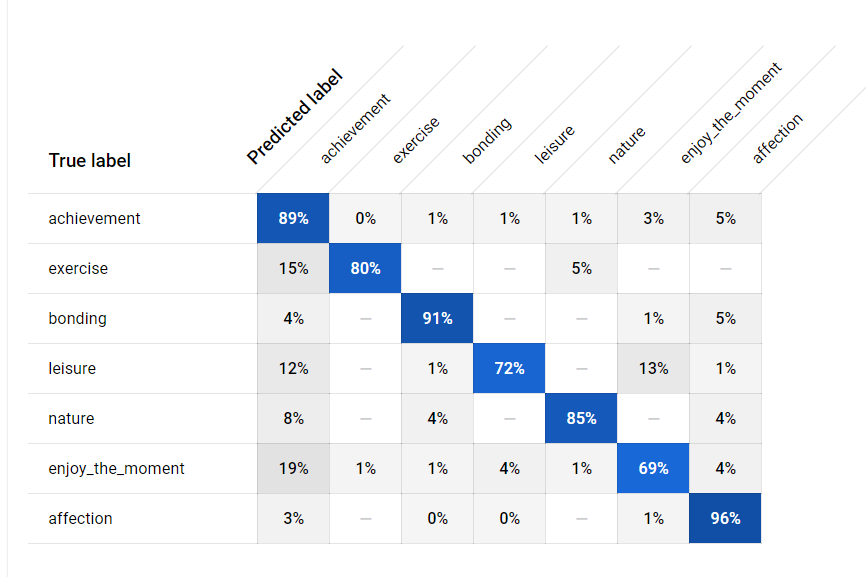 Predicted label
achievement
exercise
bonding
leisure
nature
enjoy_the_moment
affection
True label
achievement 89% 0% 1% 1% 1% 3% 5%
exercise 15% 80% — — 5% — —
bonding 4% — 91% — — 1% 5%
leisure 12% — 1% 72% — 13% 1%
nature 8% — 4% — 85% — 4%
enjoy_the_moment 19% 1% 1% 4% 1% 69% 4%
affection 3% — 0% 0% — 1% 96%